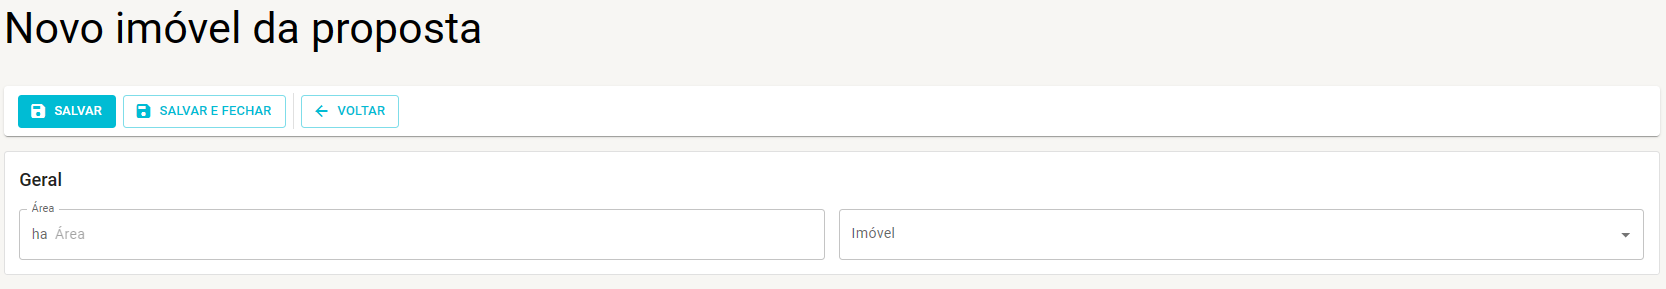 Novo imóvel da proposta
SALVAR SALVAR E FECHAR VOLTAR
Geral
Área
ha Área Imóvel